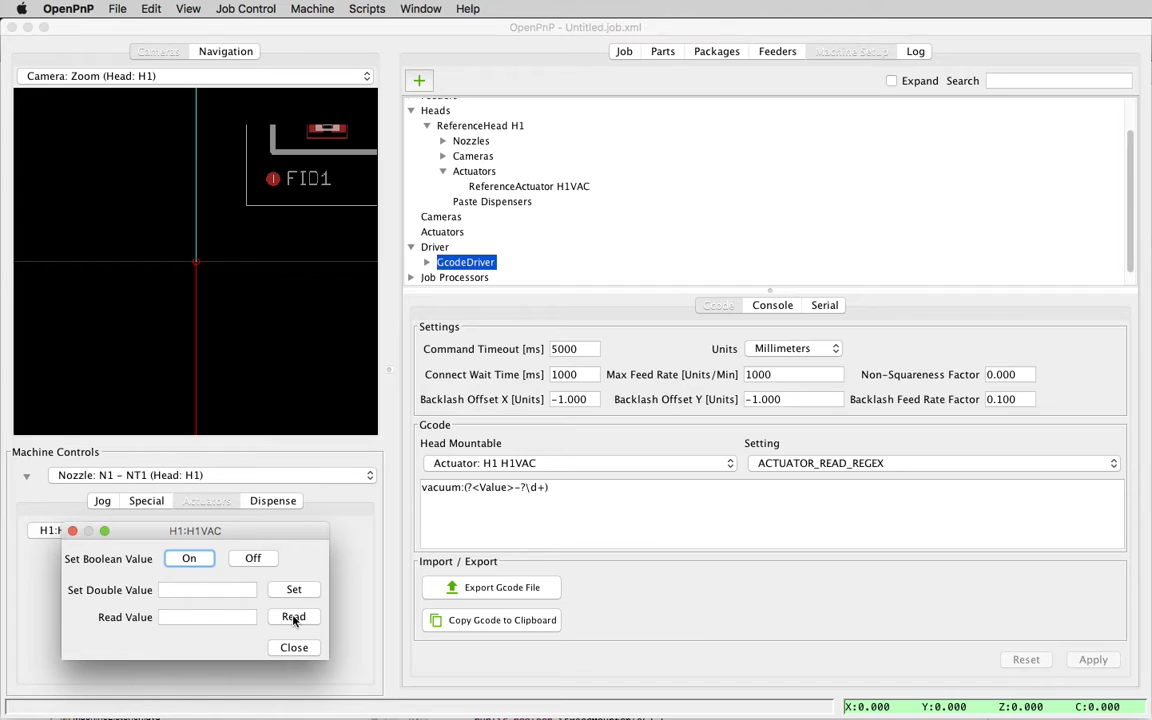 OpenPnP File Edit View Job Control Machine Scripts Window Help
OpenPnP - Untitled.job.xml
Cameras Navigation
Job Parts Packages Feeders Machine Setup Log
Camera: Zoom (Head: H1)
Expand Search
FID1
Heads
ReferenceHead H1
Nozzles
Cameras
Actuators
ReferenceActuator H1VAC
Paste Dispensers
Cameras
Actuators
Driver
GcodeDriver
Job Processors
Gcode Console Serial
Settings
Command Timeout [ms] 5000 Units Millimeters
Connect Wait Time [ms] 1000 Max Feed Rate [Units/Min] 1000 Non-Squareness Factor 0.000
Backlash Offset X [Units] -1.000 Backlash Offset Y [Units] -1.000 Backlash Feed Rate Factor 0.100
Gcode
Head Mountable Setting
Actuator: H1 H1VAC ACTUATOR_READ_REGEX
vacuum:(?<Value>-?\d+)
Import / Export
Export Gcode File
Copy Gcode to Clipboard
Reset Apply
Machine Controls
Nozzle: N1 - NT1 (Head: H1)
Jog Special Actuators Dispense
H1:H1VAC
Set Boolean Value On Off
Set Double Value Set
Read Value Read
Close
X:0.000 Y:0.000 Z:0.000 C:0.000